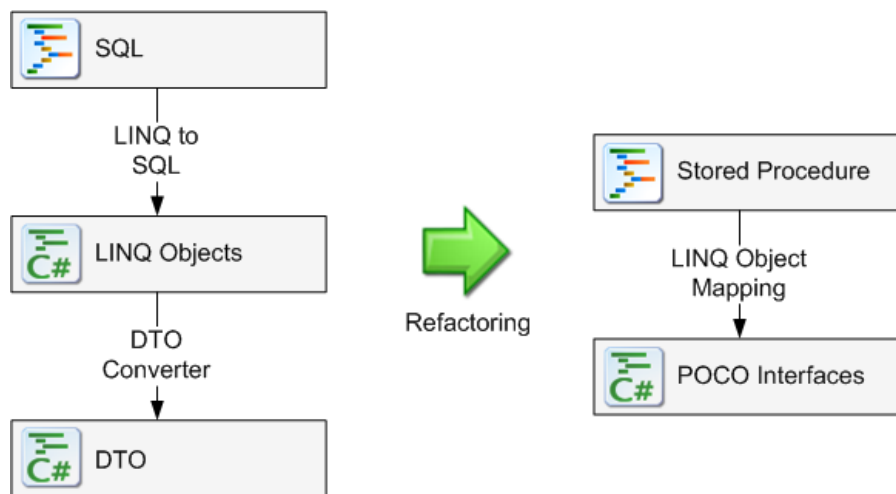 SQL
LINQ to
SQL
C#
LINQ Objects
DTO
Converter
C#
DTO
Refactoring
Stored Procedure
LINQ Object
Mapping
C#
POCO Interfaces